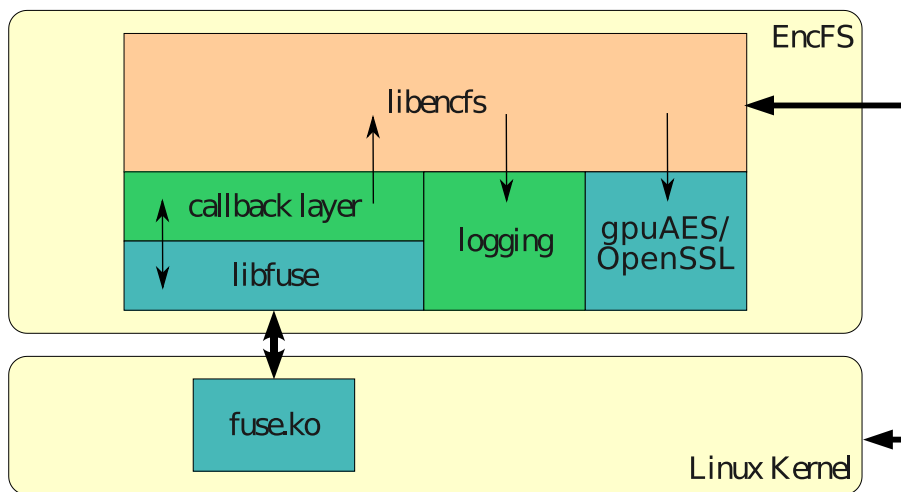 EncFS
libencfs
callback layer
libfuse
logging
gpuAES/
OpenSSL
fuse.ko
Linux Kernel